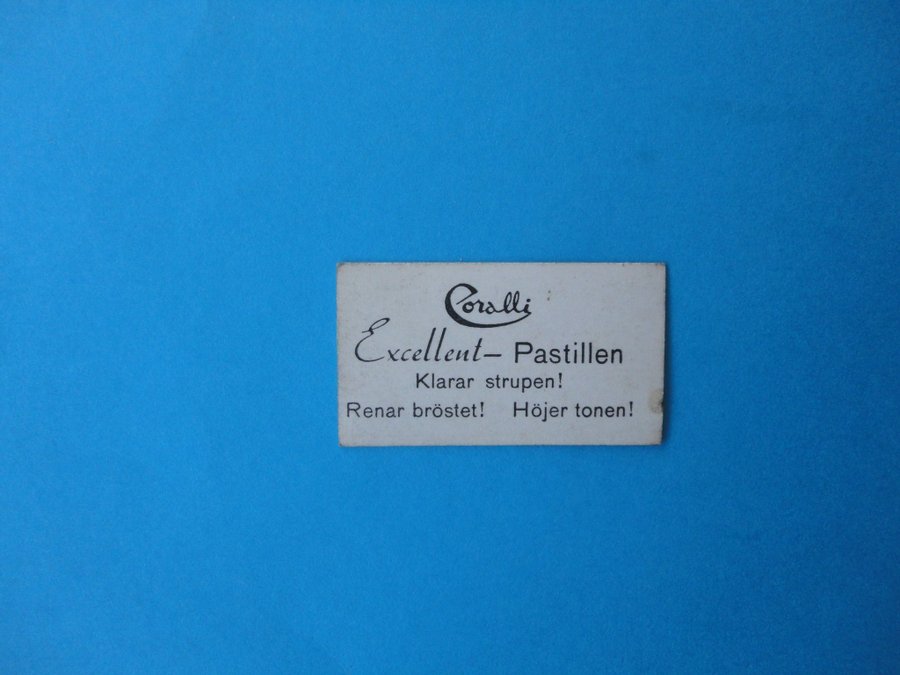 Coralli
Excellent- Pastillen
Klarar strupen!
Renar bröstet! Höjer tonen!